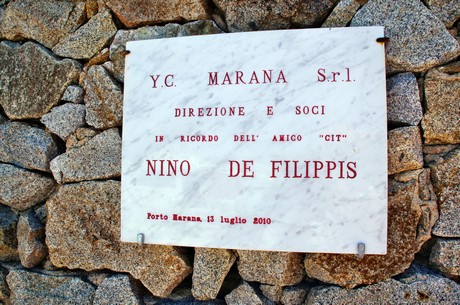 Y.C. MARANA S.r.l.
DIREZIONE E SOCI
IN RICORDO DELL' AMICO "CIT"
NINO DE FILIPPIS
Porto Marana, 13 luglio 2010